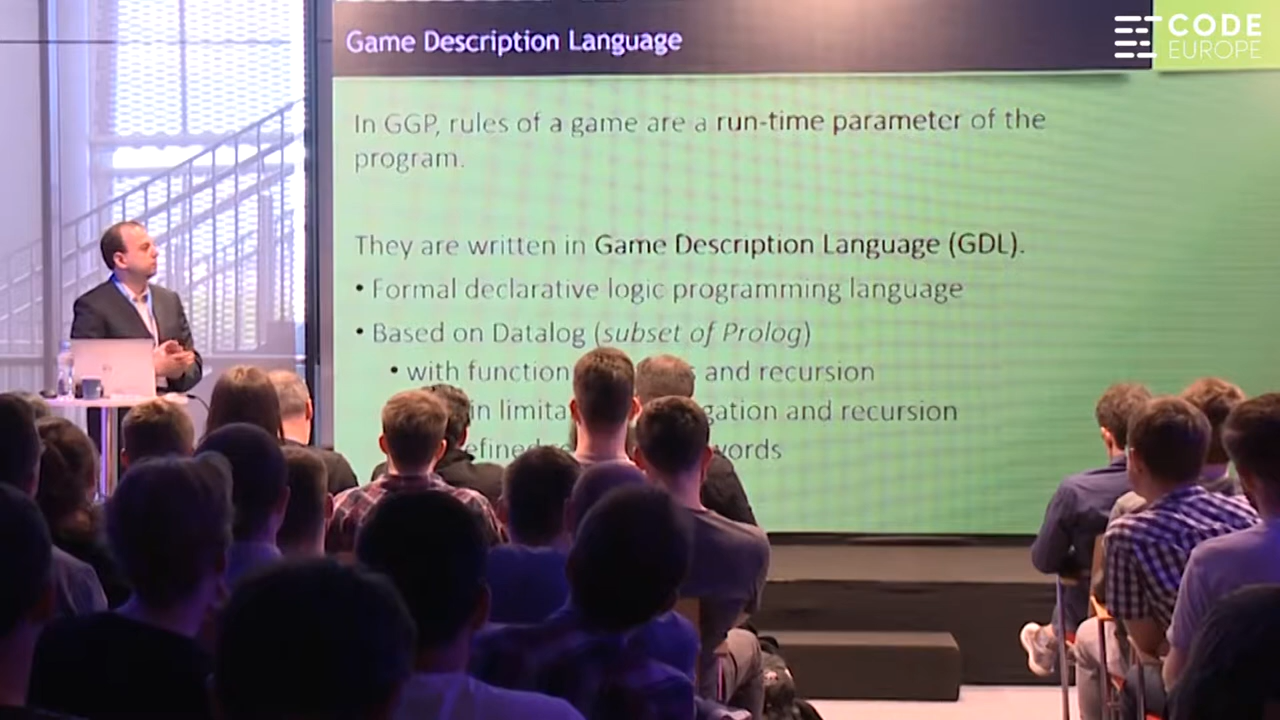 Game Description Language
CODE
EUROPE
In GGP, rules of a game are a run-time parameter of the
program.
They are written in Game Description Language (GDL).
• Formal declarative logic programming language
• Based on Datalog (subset of Prolog)
• with function and recursion
in and recursion